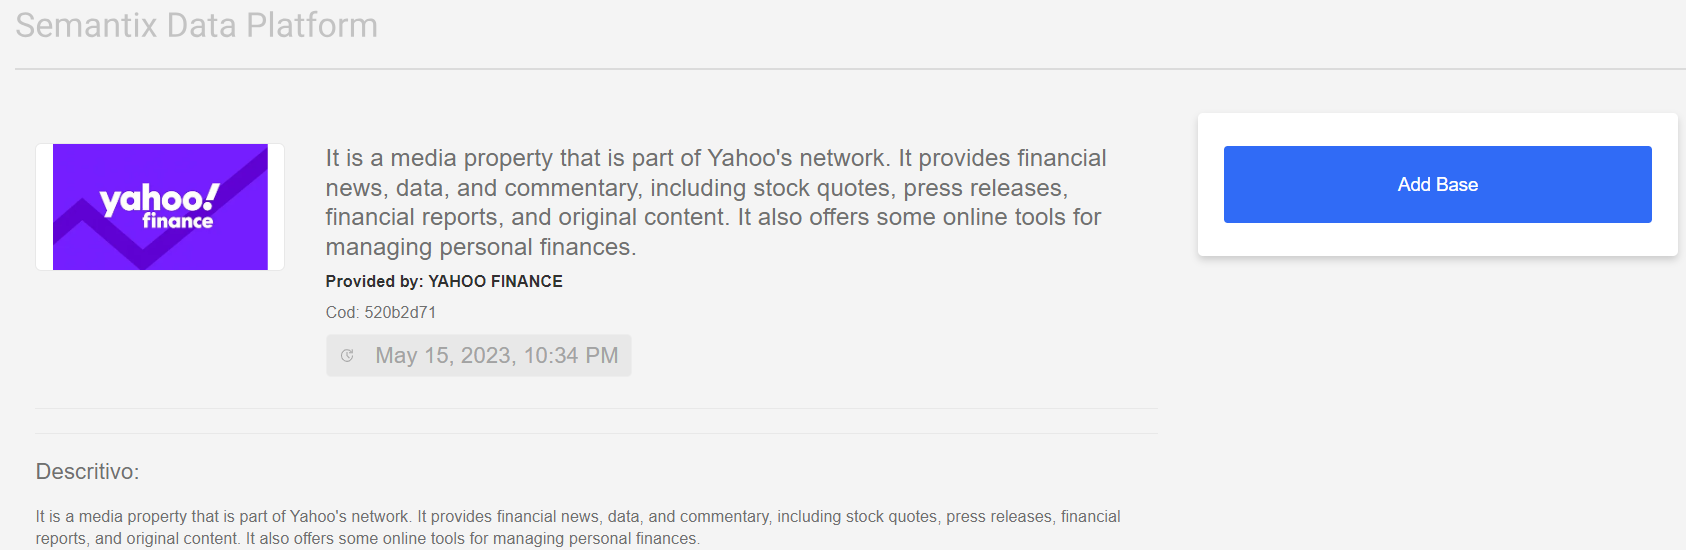 Semantix Data Platform
yahoo!
finance
It is a media property that is part of Yahoo's network. It provides financial
news, data, and commentary, including stock quotes, press releases,
financial reports, and original content. It also offers some online tools for
managing personal finances.
Provided by: YAHOO FINANCE
Cod: 520b2d71
May 15, 2023, 10:34 PM
Add Base
Descritivo:
It is a media property that is part of Yahoo's network. It provides financial news, data, and commentary, including stock quotes, press releases, financial
reports, and original content. It also offers some online tools for managing personal finances.